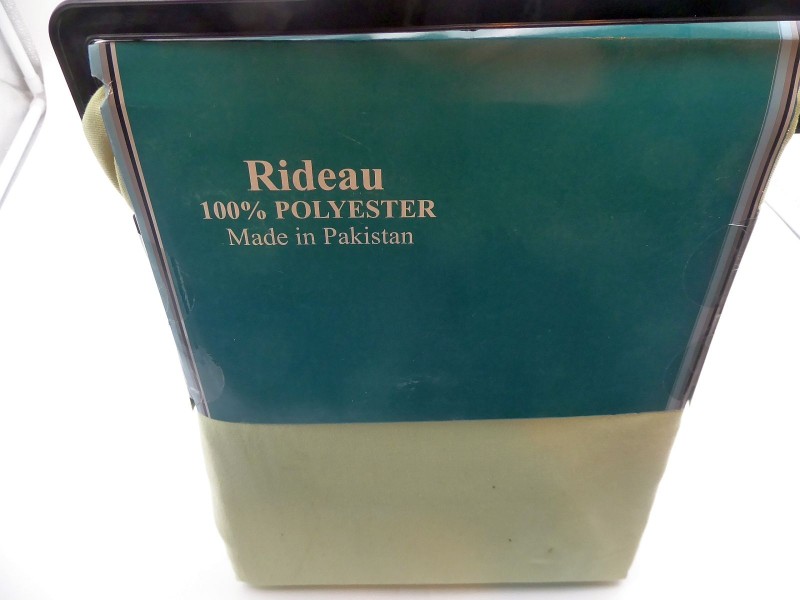 Rideau
100% POLYESTER
Made in Pakistan